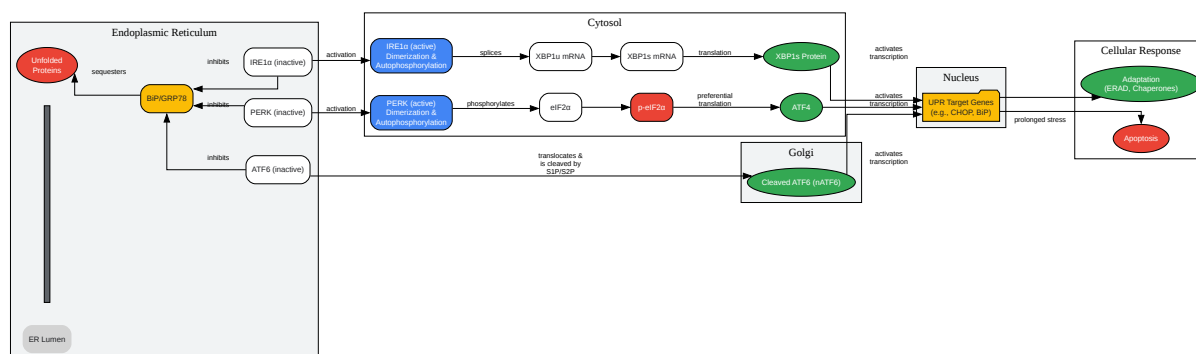 Endoplasmic Reticulum
Unfolded
Proteins
sequesters
BiP/GRP78
inhibits
IRE1α (inactive)
inhibits
PERK (inactive)
inhibits
ATF6 (inactive)
ER Lumen
activation
activation
Cytosol
IRE1α (active)
Dimerization &
Autophosphorylation
splices
XBP1u mRNA
XBP1s mRNA
translation
XBP1s Protein
PERK (active)
Dimerization &
Autophosphorylation
phosphorylates
eIF2α
p-eIF2α
preferential
translation
ATF4
translocates &
is cleaved by
S1P/S2P
Golgi
Cleaved ATF6 (nATF6)
activates
transcription
activates
transcription
activates
transcription
Nucleus
UPR Target Genes
(e.g., CHOP, BiP)
prolonged stress
Cellular Response
Adaptation
(ERAD, Chaperones)
Apoptosis